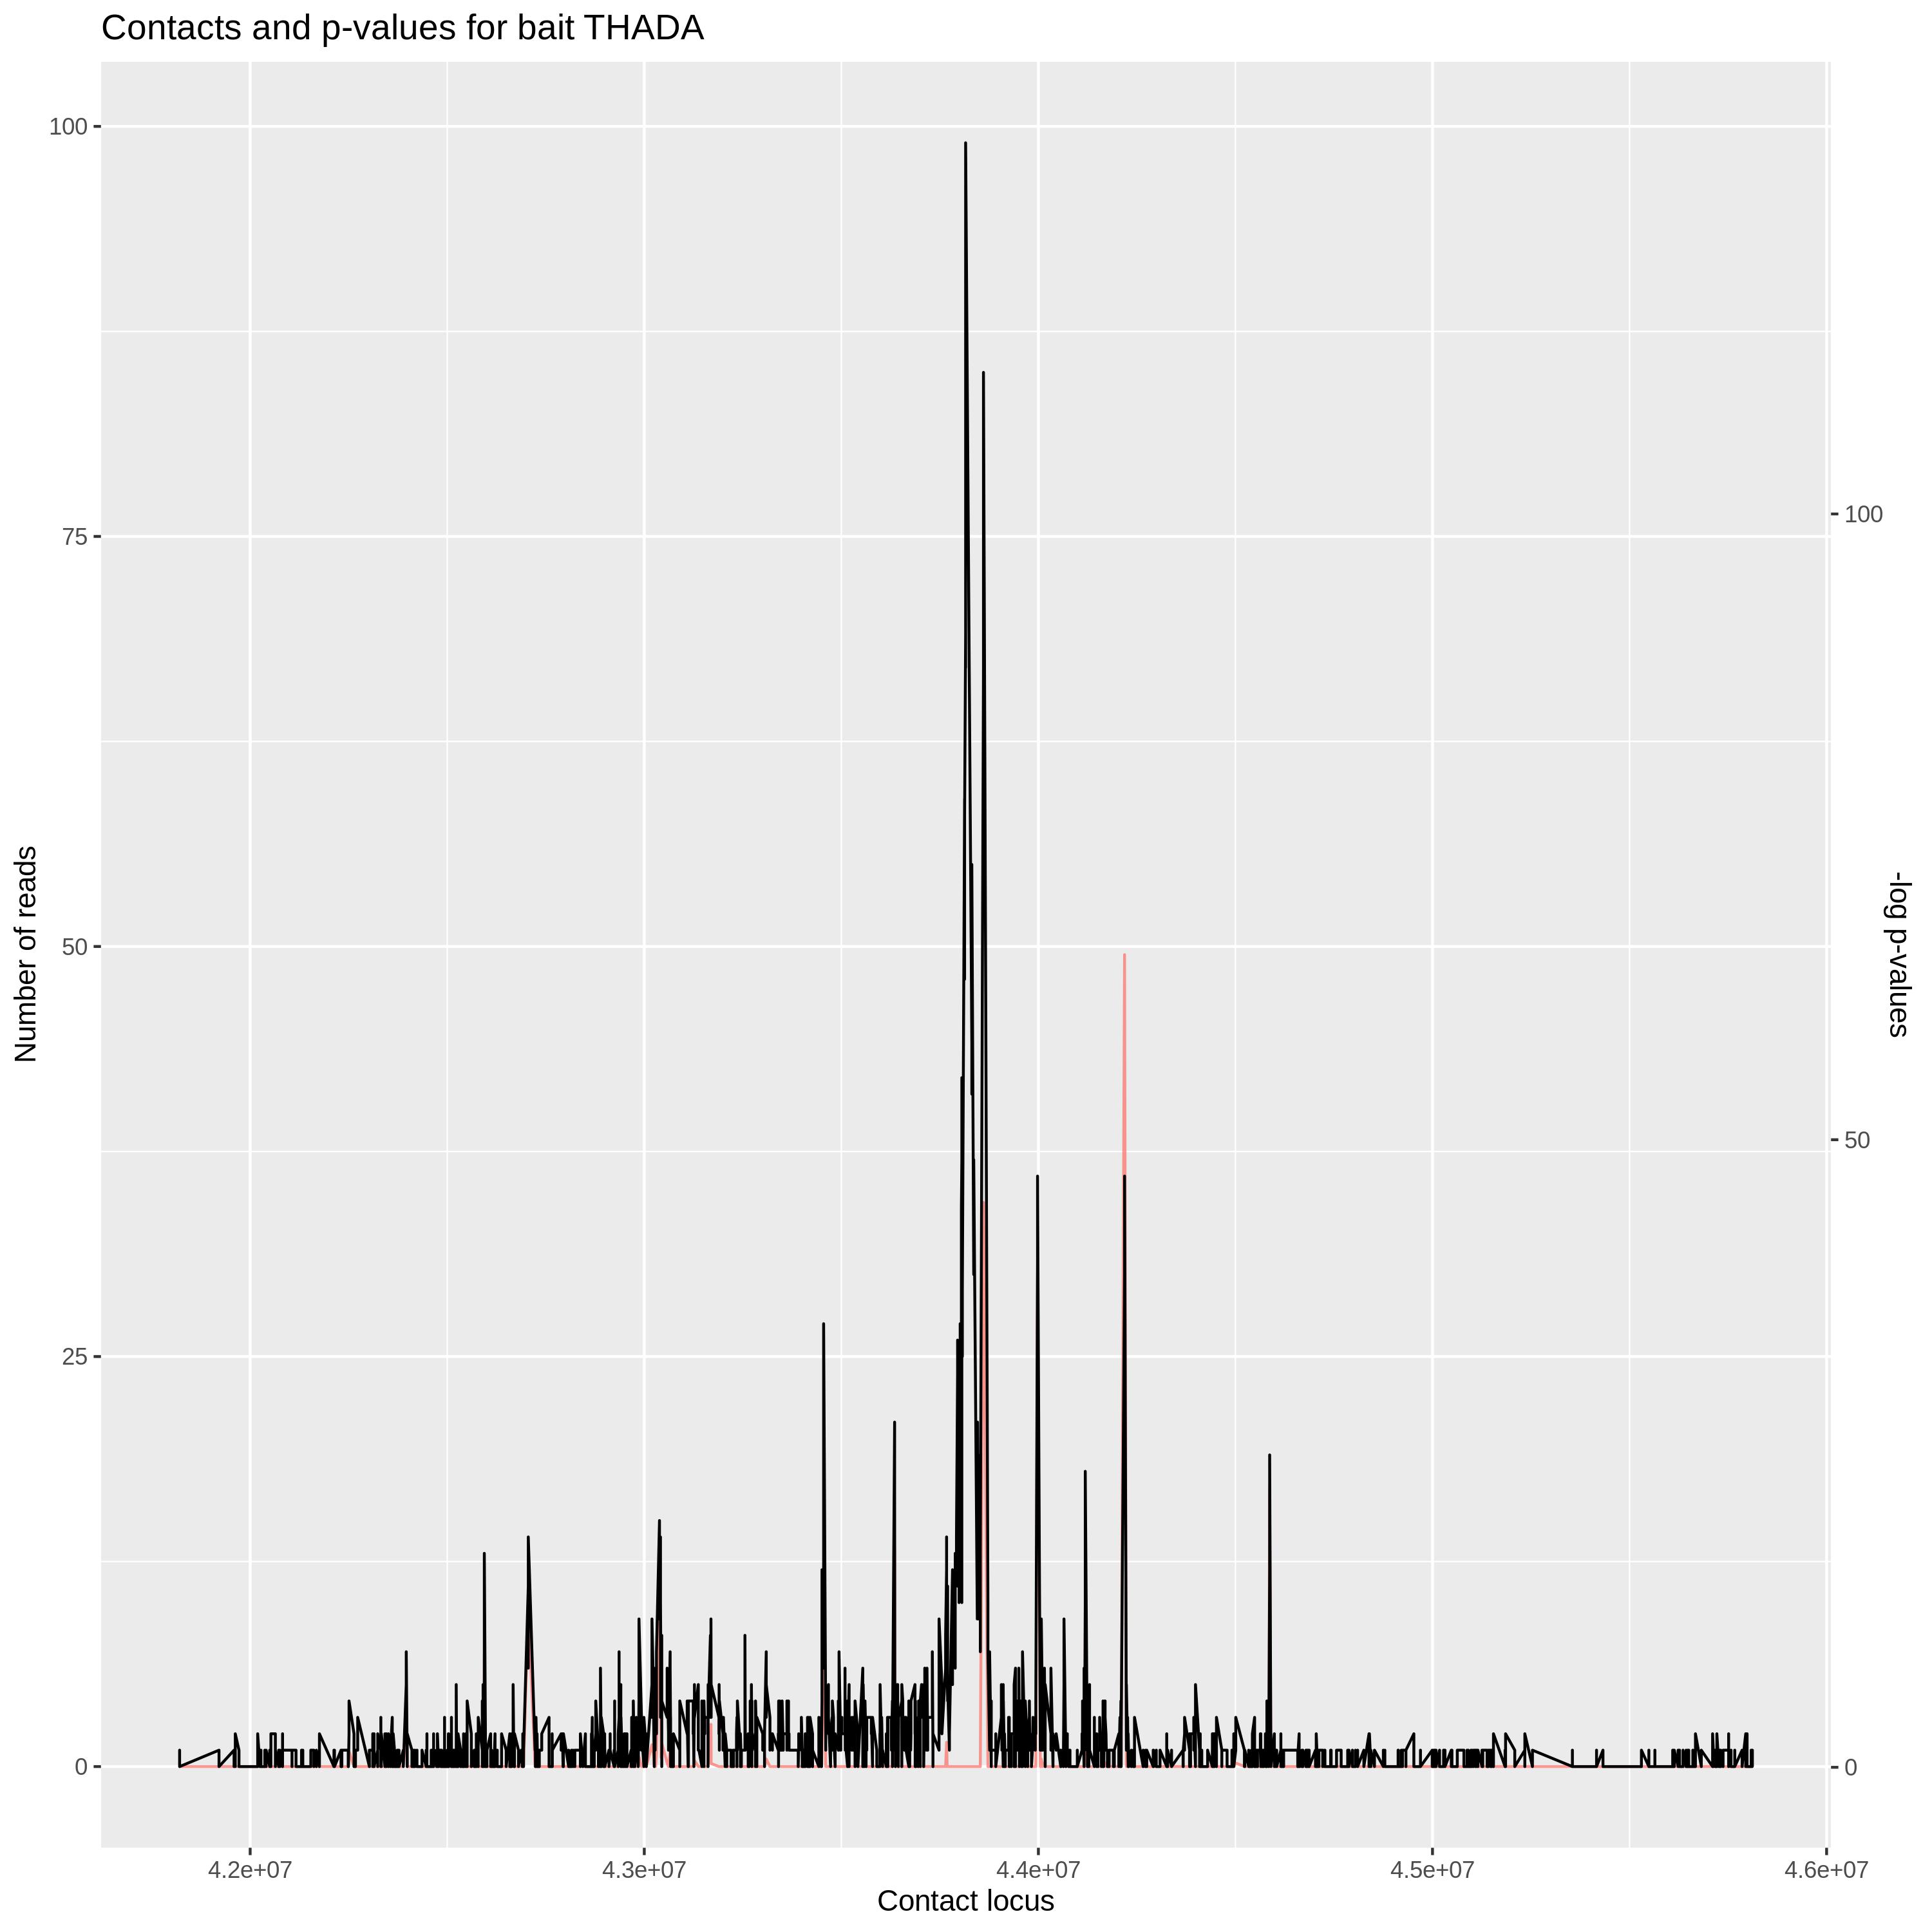 Contacts and p-values for bait THADA
100
75
50
25
0
Number of reads
100
50
0
-log p-values
4.2e+07
4.3e+07
4.4e+07
4.5e+07
4.6e+07
Contact locus